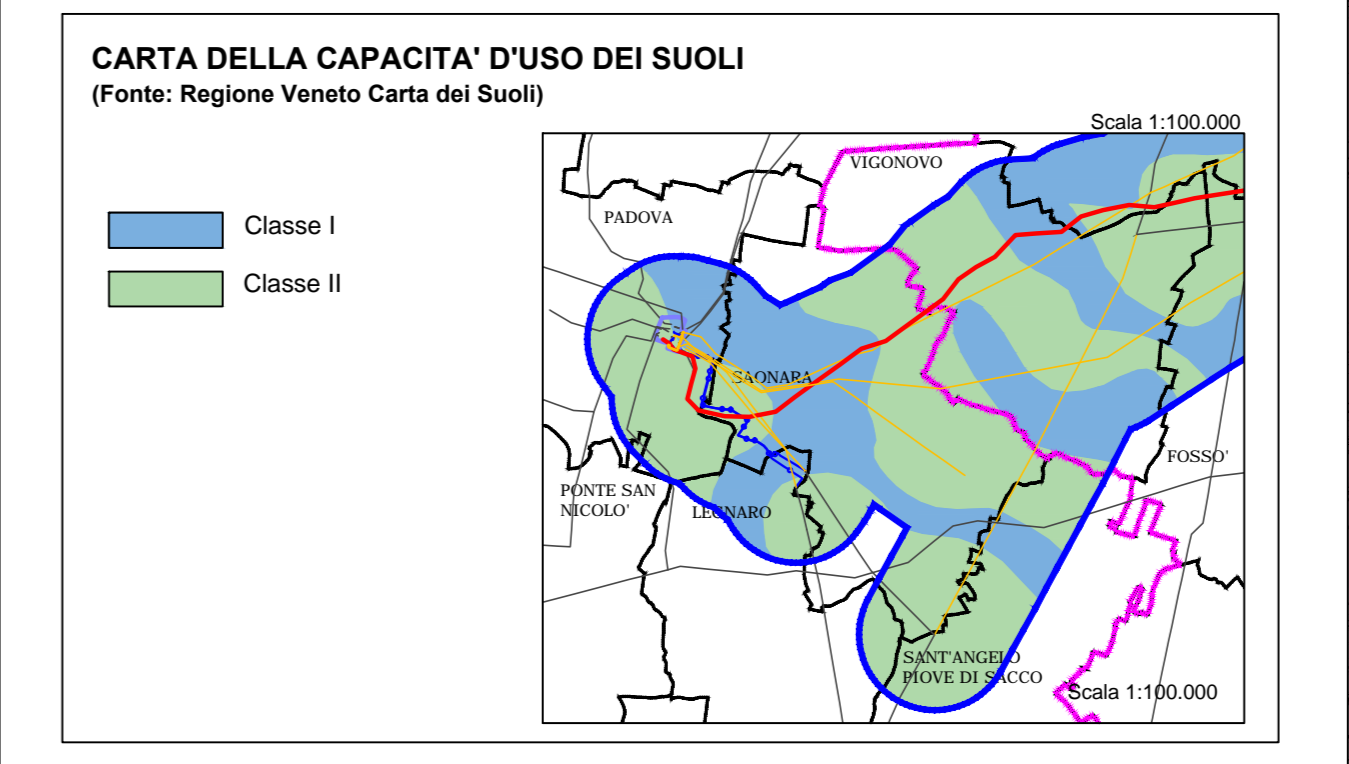 CARTA DELLA CAPACITA' D'USO DEI SUOLI
(Fonte: Regione Veneto Carta dei Suoli)
Scala 1:100.000
Classe I
Classe II
VIGONOVO
PADOVA
SAONARA
FOSSO'
PONTE SAN
NICOLO'
LEGNARO
SANT'ANGELO
PIOVE DI SACCO
Scala 1:100.000